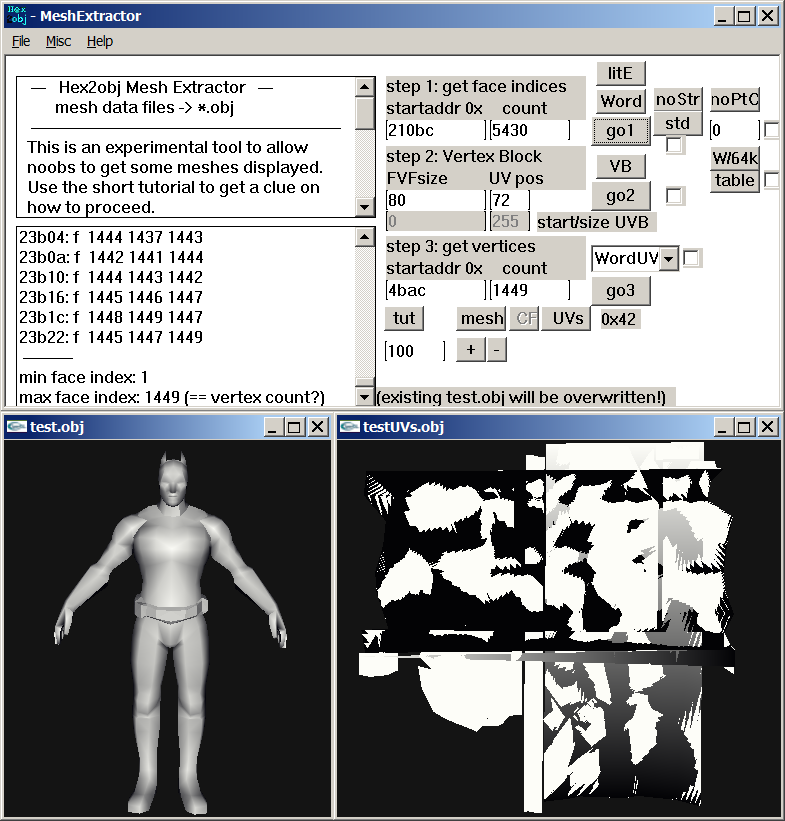 Hex
obj - MeshExtractor
File Misc Help
— Hex2obj Mesh Extractor —
mesh data files -> *.obj
This is an experimental tool to allow
noobs to get some meshes displayed.
Use the short tutorial to get a clue on
how to proceed.
23b04: f 1444 1437 1443
23b0a: f 1442 1441 1444
23b10: f 1444 1443 1442
23b16: f 1445 1446 1447
23b1c: f 1448 1449 1447
23b22: f 1445 1447 1449
min face index: 1
max face index: 1449 (== vertex count?)
step 1: get face indices
startaddr 0x count
210bc 5430
litE
Word
go1
noStr
std
noPtC
0
step 2: Vertex Block
FVFsize UV pos
80 72
0 255 start/size UVB
VB
go2
W/64k
table
step 3: get vertices
startaddr 0x count
4bac 1449
WordUV
go3
tut mesh CF UVs 0x42
100 + -
(existing test.obj will be overwritten!)
test.obj
testUVs.obj